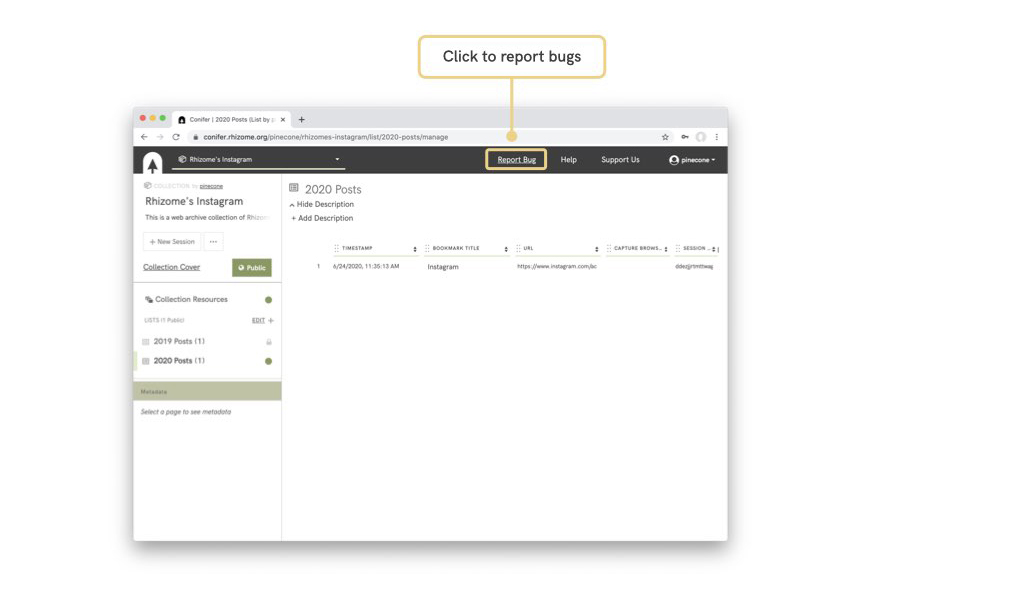 Click to report bugs
Conifer | 2020 Posts (List by p
conifer.rhizome.org/pinecone/rhizomes-instagram/list/2020-posts/manage
Rhizome's Instagram
Report Bug
Help
Support Us
pinecone
COLLECTION by pinecone
Rhizome's Instagram
This is a web archive collection of Rhizom
+ New Session
...
Collection Cover
Public
Collection Resources
LISTS (1 Public)
EDIT +
2019 Posts (1)
2020 Posts (1)
Metadata
Select a page to see metadata
2020 Posts
Hide Description
+ Add Description
TIMESTAMP
BOOKMARK TITLE
URL
CAPTURE BROWS...
SESSION ...
1
6/24/2020, 11:35:13 AM
Instagram
https://www.instagram.com/ac